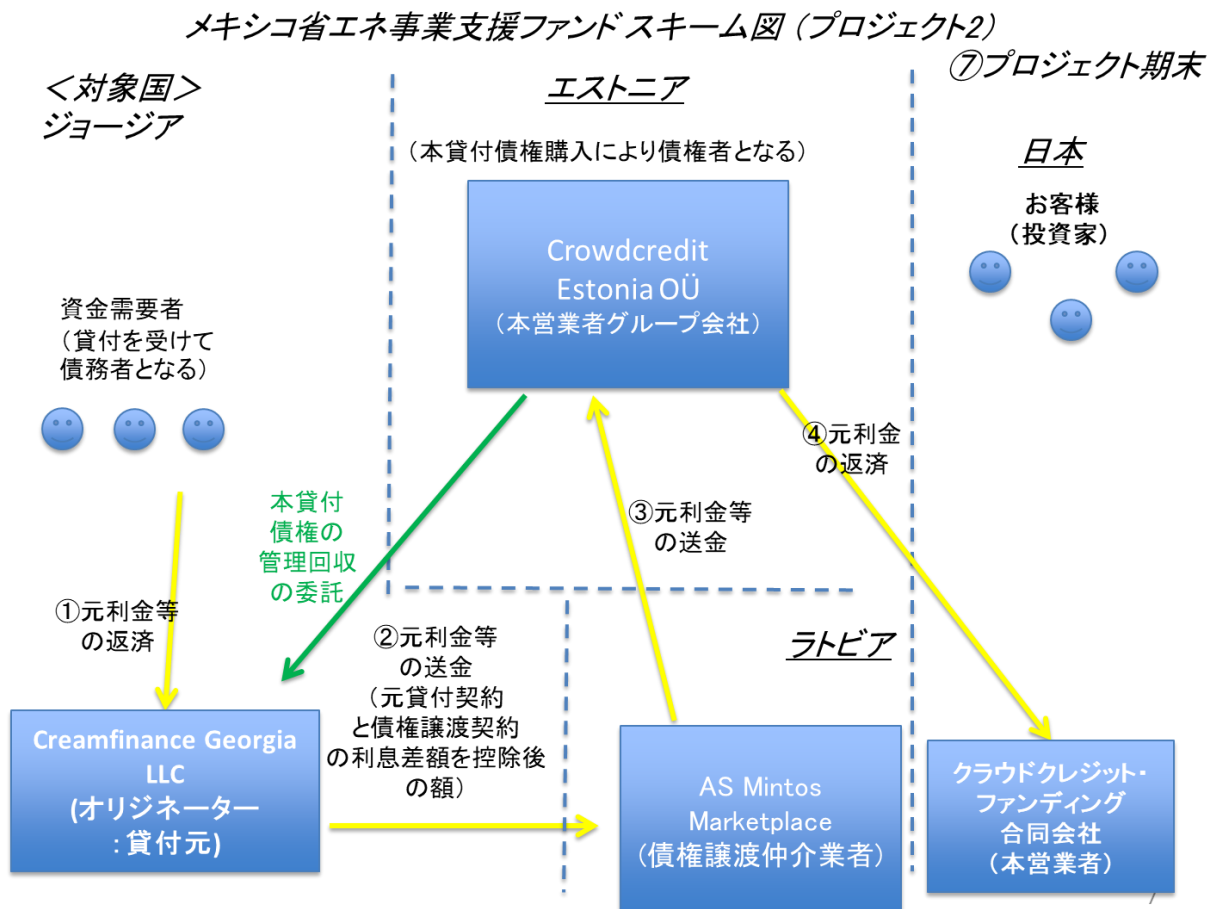 メキシコ省エネ事業支援ファンド スキーム図 (プロジェクト2)
＜対象国＞
ジョージア
エストニア
⑦プロジェクト期末
（本貸付債権購入により債権者となる）
日本
お客様
（投資家）
Crowdcredit
Estonia OÜ
（本営業者グループ会社）
資金需要者
（貸付を受けて
債務者となる）
④元利金
の返済
本貸付
債権の
管理回収
の委託
③元利金等
の送金
①元利金等
の返済
②元利金等
の送金
（元貸付契約
と債権譲渡契約
の利息差額を控除後
の額）
ラトビア
Creamfinance Georgia
LLC
(オリジネーター
：貸付元)
AS Mintos
Marketplace
（債権譲渡仲介業者）
クラウドクレジット・
ファンディング
合同会社
（本営業者）
7